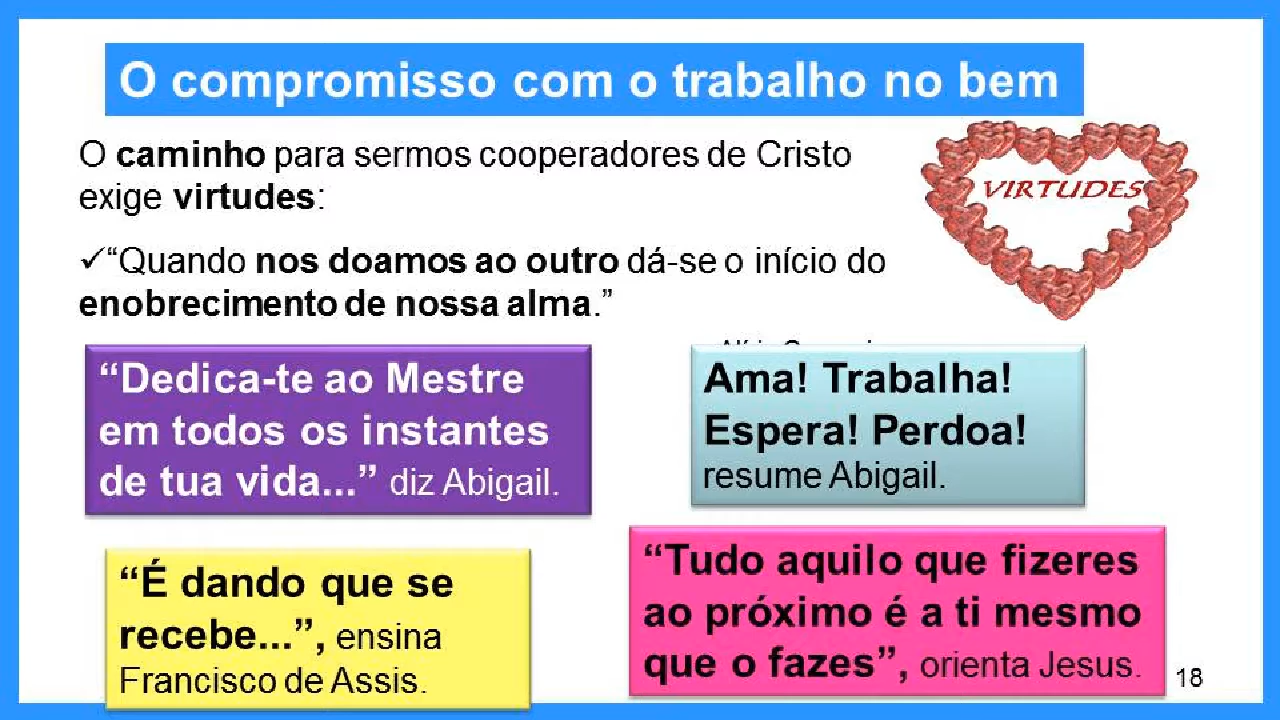 O compromisso com o trabalho no bem
O caminho para sermos cooperadores de Cristo
exige virtudes:
VIRTUDES
✓“Quando nos doamos ao outro dá-se o início do
enobrecimento de nossa alma.”
“Dedica-te ao Mestre
em todos os instantes
de tua vida...” diz Abigail.
Ama! Trabalha!
Espera! Perdoa!
resume Abigail.
“É dando que se
recebe...”, ensina
Francisco de Assis.
“Tudo aquilo que fizeres
ao próximo é a ti mesmo
que o fazes”, orienta Jesus.
18